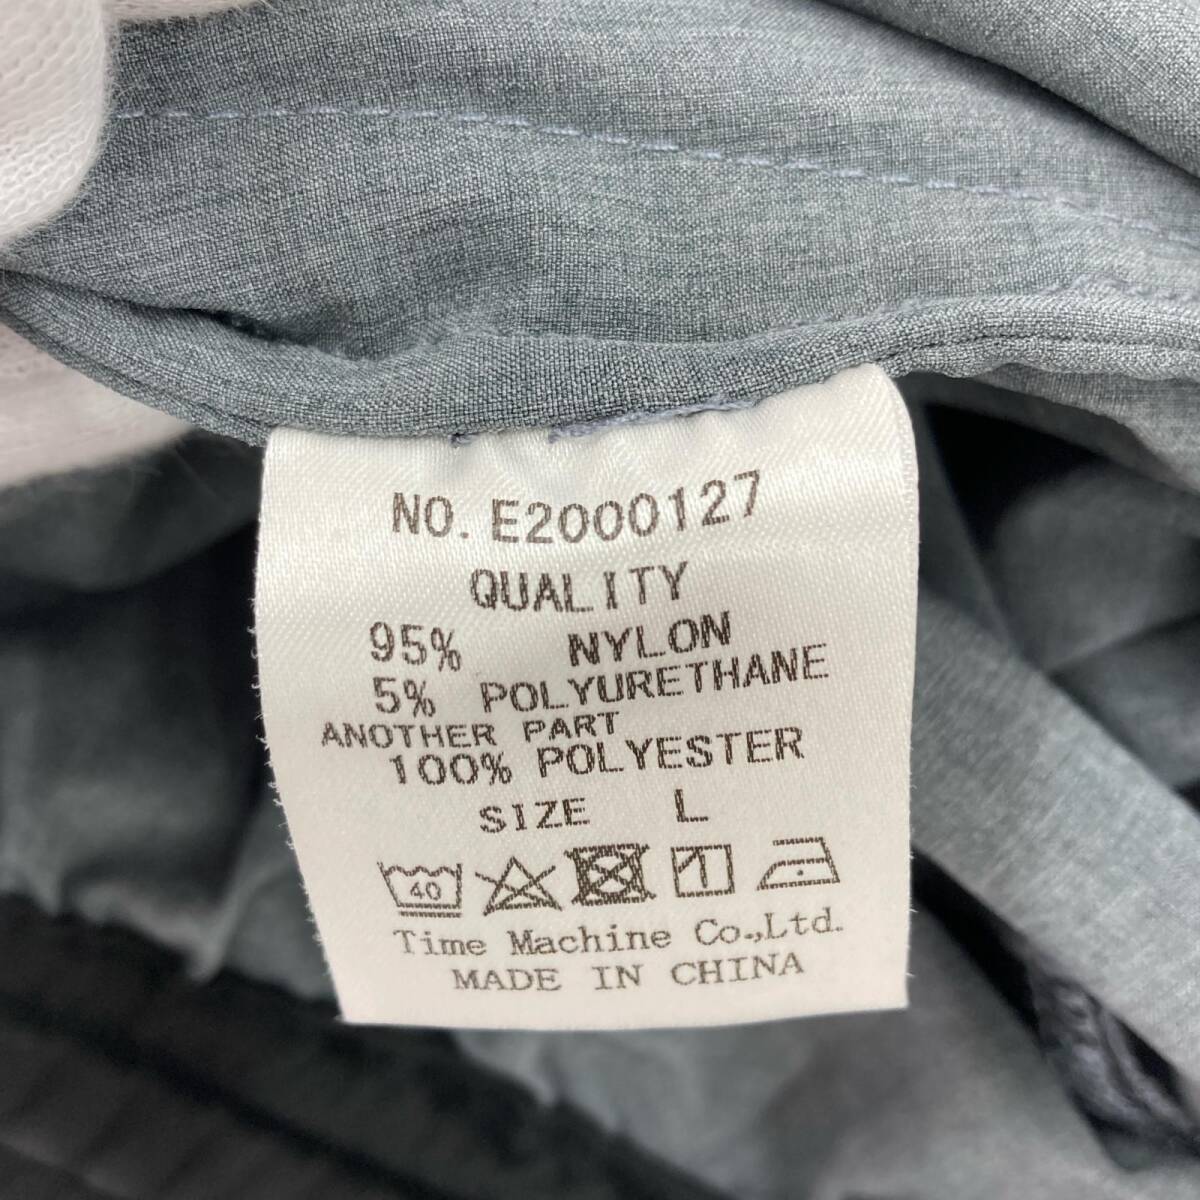 NO. E2000127
QUALITY
95% NYLON
5% POLYURETHANE
ANOTHER PART
100% POLYESTER
SIZE L
40
Time Machine Co.,Ltd.
MADE IN CHINA